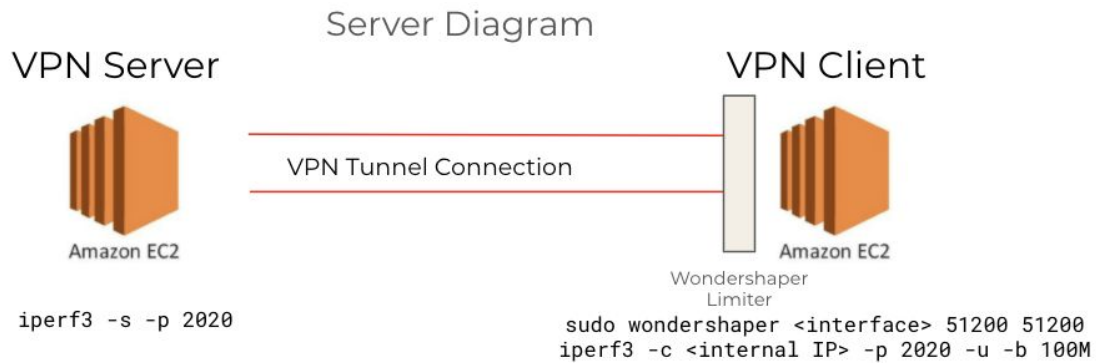 Server Diagram
VPN Server
VPN Client
VPN Tunnel Connection
Amazon EC2
Amazon EC2
Wondershaper
Limiter
iperf3 -s -p 2020
sudo wondershaper <interface> 51200 51200
iperf3 -c <internal IP> -p 2020 -u -b 100M